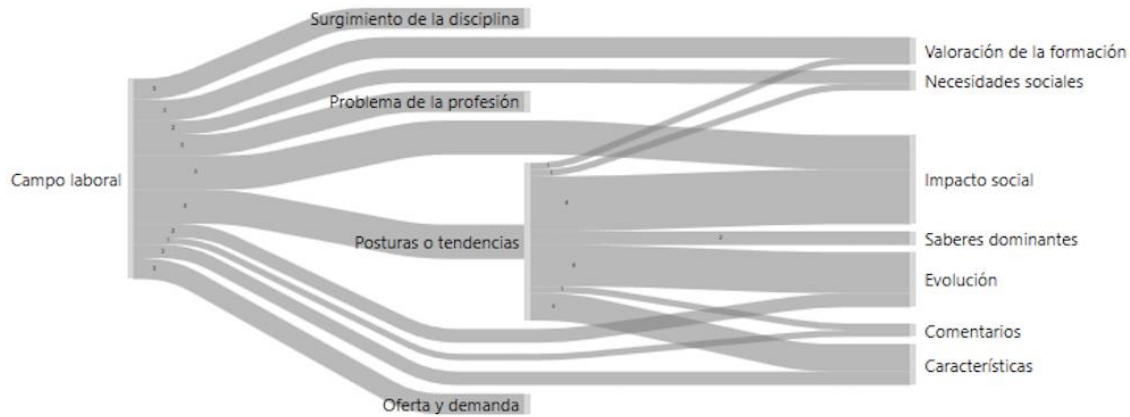 Surgimiento de la disciplina
Valoración de la formación
Necesidades sociales
Problema de la profesión
Campo laboral
Impacto social
Posturas o tendencias
Saberes dominantes
Evolución
Comentarios
Características
Oferta y demanda